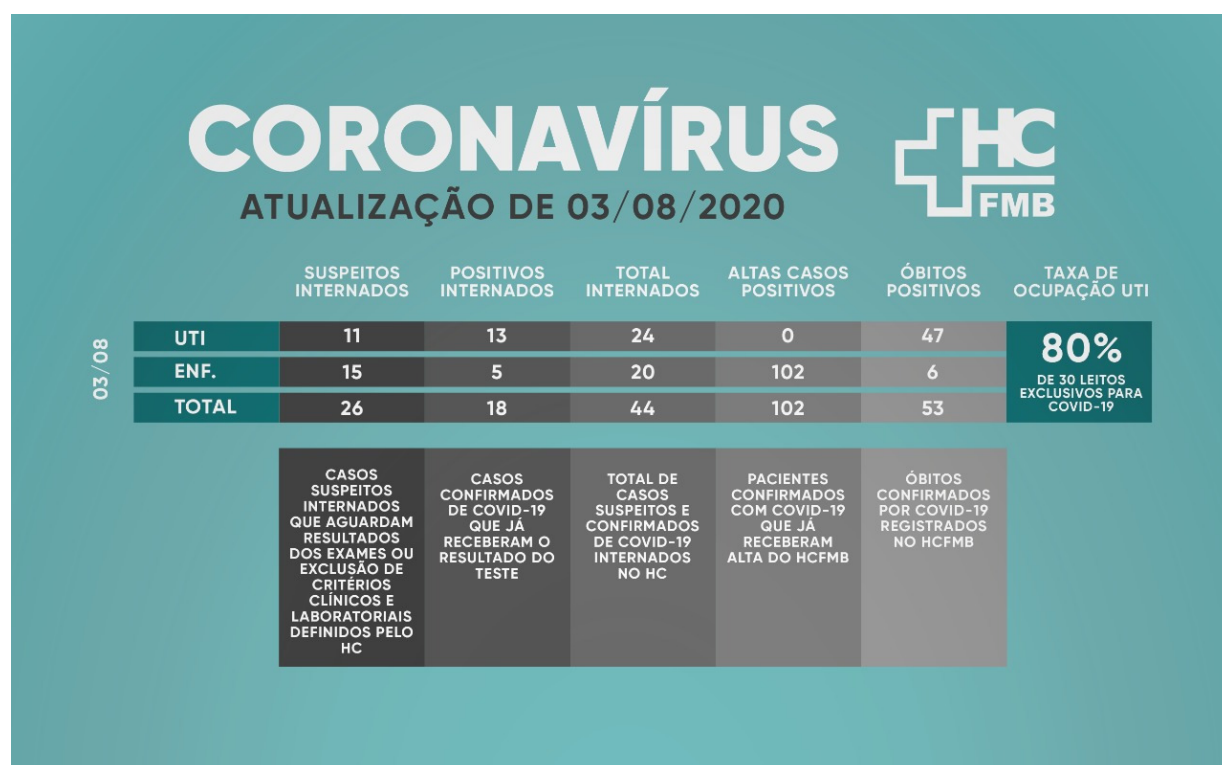 CORONAVÍRUS
ATUALIZAÇÃO DE 03/08/2020
HC
FMB
SUSPEITOS INTERNADOS POSITIVOS INTERNADOS TOTAL INTERNADOS ALTAS CASOS POSITIVOS ÓBITOS POSITIVOS TAXA DE OCUPAÇÃO UTI
03/08
UTI 11 13 24 0 47
ENF. 15 5 20 102 6
TOTAL 26 18 44 102 53
80%
DE 30 LEITOS
EXCLUSIVOS PARA
COVID-19
CASOS
SUSPEITOS
INTERNADOS
QUE AGUARDAM
RESULTADOS
DOS EXAMES OU
EXCLUSÃO DE
CRITÉRIOS
CLÍNICOS E
LABORATORIAIS
DEFINIDOS PELO
HC
CASOS
CONFIRMADOS
DE COVID-19
QUE JÁ
RECEBERAM O
RESULTADO DO
TESTE
TOTAL DE
CASOS
SUSPEITOS E
CONFIRMADOS
DE COVID-19
INTERNADOS
NO HC
PACIENTES
CONFIRMADOS
COM COVID-19
QUE JÁ
RECEBERAM
ALTA DO HCFMB
ÓBITOS
CONFIRMADOS
POR COVID-19
REGISTRADOS
NO HCFMB